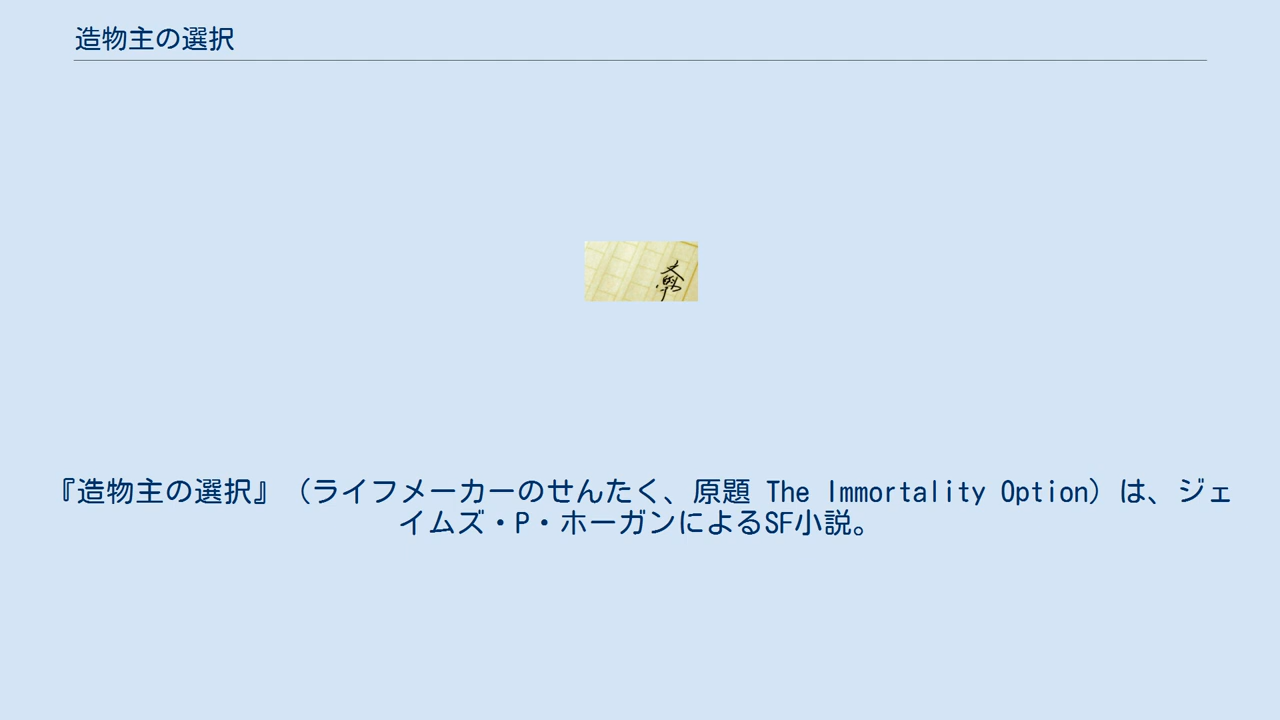 造物主の選択
『造物主の選択』（ライフメーカーのせんたく、原題 The Immortality Option）は、ジェ
イムズ・P・ホーガンによるSF小説。